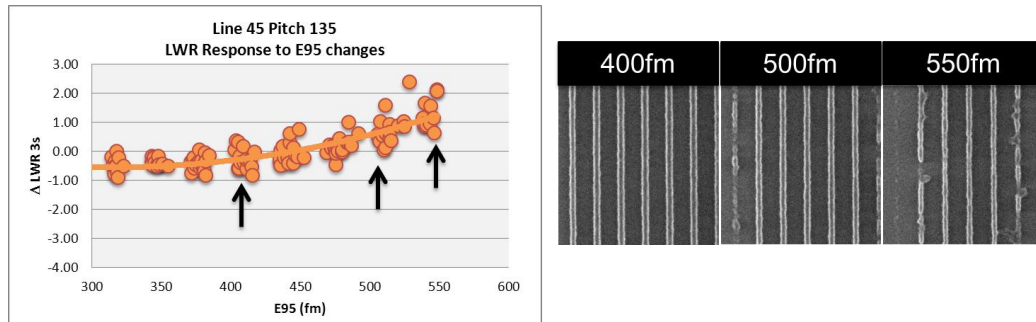 Line 45 Pitch 135
LWR Response to E95 changes
Δ LWR 3s
3.00
2.00
1.00
0.00
-1.00
-2.00
-3.00
-4.00
300
350
400
450
500
550
600
E95 (fm)
400fm
500fm
550fm